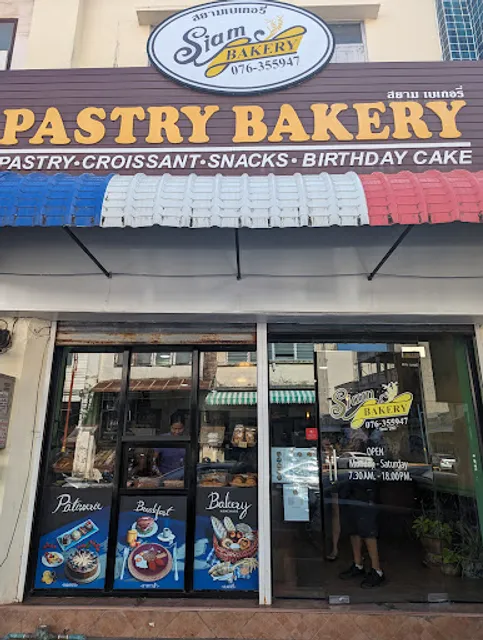 สยามเบเกอรี่
Siam
BAKERY
076-355947
สยาม เบเกอรี่
PASTRY BAKERY
PASTRY•CROISSANT•SNACKS•BIRTHDAY CAKE
Siam
BAKERY
076-355947
OPEN
Monday - Saturday
7.30AM. - 18.00PM.
Patisserie
Breakfast
Bakery